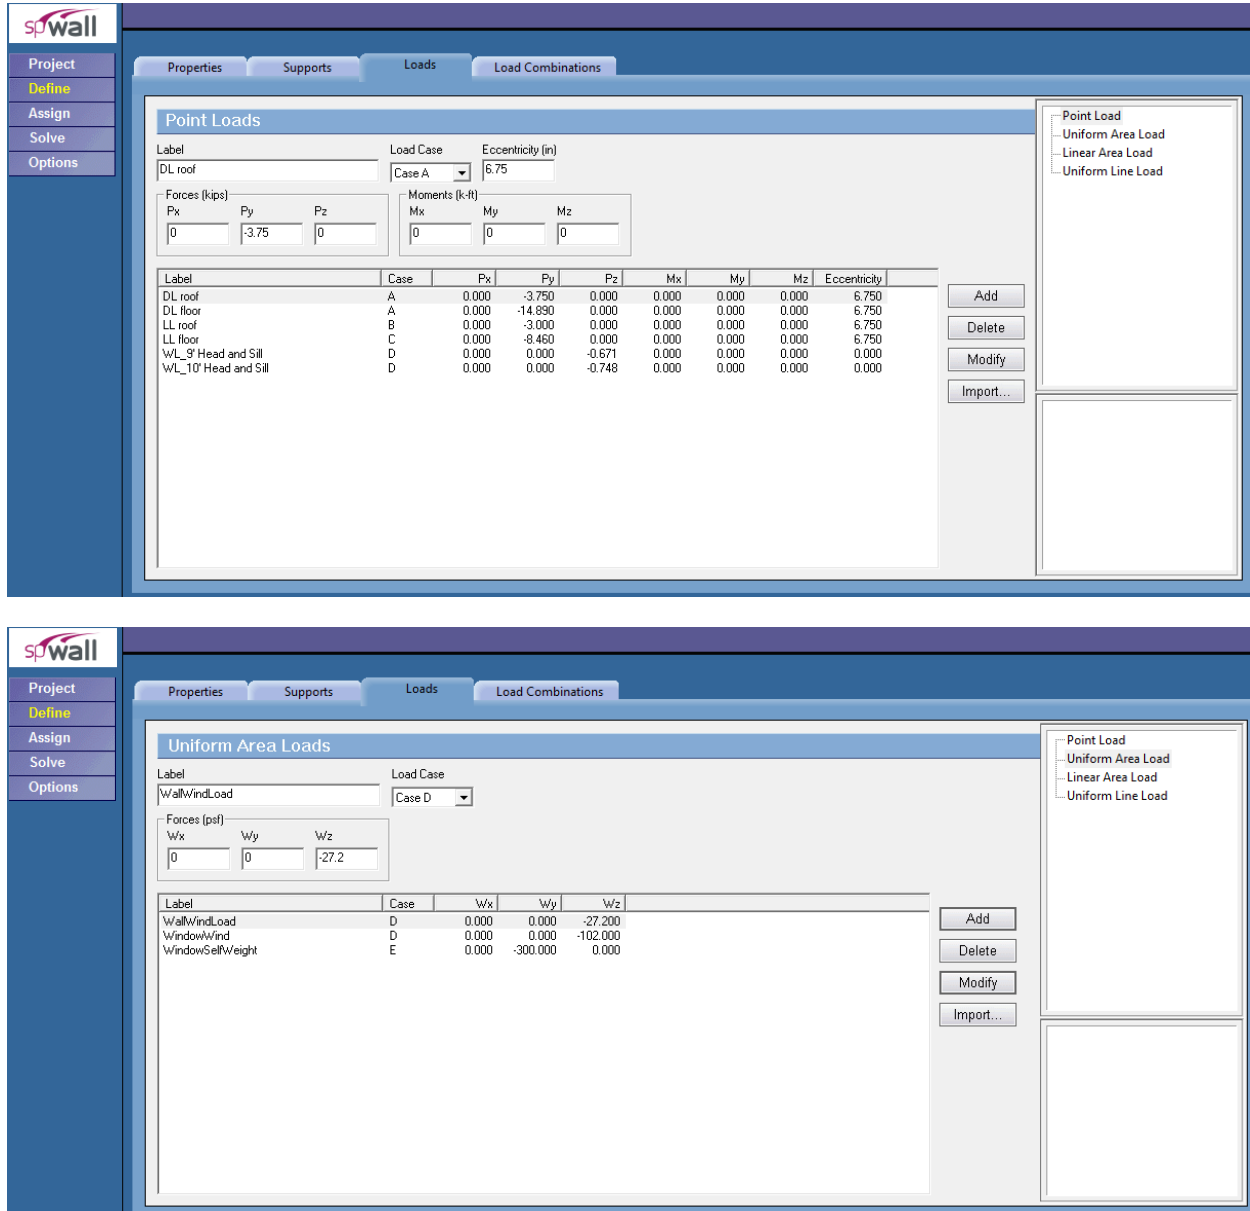 spwall
Project
Define
Assign
Solve
Options
Properties Supports Loads Load Combinations
Point Loads
Label Load Case Eccentricity (in)
DL roof Case A 6.75
Forces (kips) Moments (k-ft)
Px Py Pz Mx My Mz
0 -3.75 0 0 0 0
Label Case Px Py Pz Mx My Mz Eccentricity
DL roof A 0.000 -3.750 0.000 0.000 0.000 0.000 6.750
DL floor A 0.000 -14.890 0.000 0.000 0.000 0.000 6.750
LL roof B 0.000 -3.000 0.000 0.000 0.000 0.000 6.750
LL floor C 0.000 -8.460 0.000 0.000 0.000 0.000 6.750
WL_9' Head and Sill D 0.000 0.000 -0.671 0.000 0.000 0.000 0.000
WL_10' Head and Sill D 0.000 0.000 -0.748 0.000 0.000 0.000 0.000
Add
Delete
Modify
Import...
Point Load
Uniform Area Load
Linear Area Load
Uniform Line Load
spwall
Project
Define
Assign
Solve
Options
Properties Supports Loads Load Combinations
Uniform Area Loads
Label Load Case
WallWindLoad Case D
Forces (psf)
Wx Wy Wz
0 0 -27.2
Label Case Wx Wy Wz
WallWindLoad D 0.000 0.000 -27.200
WindowWind D 0.000 0.000 -102.000
WindowSelfWeight E 0.000 -300.000 0.000
Add
Delete
Modify
Import...
Point Load
Uniform Area Load
Linear Area Load
Uniform Line Load